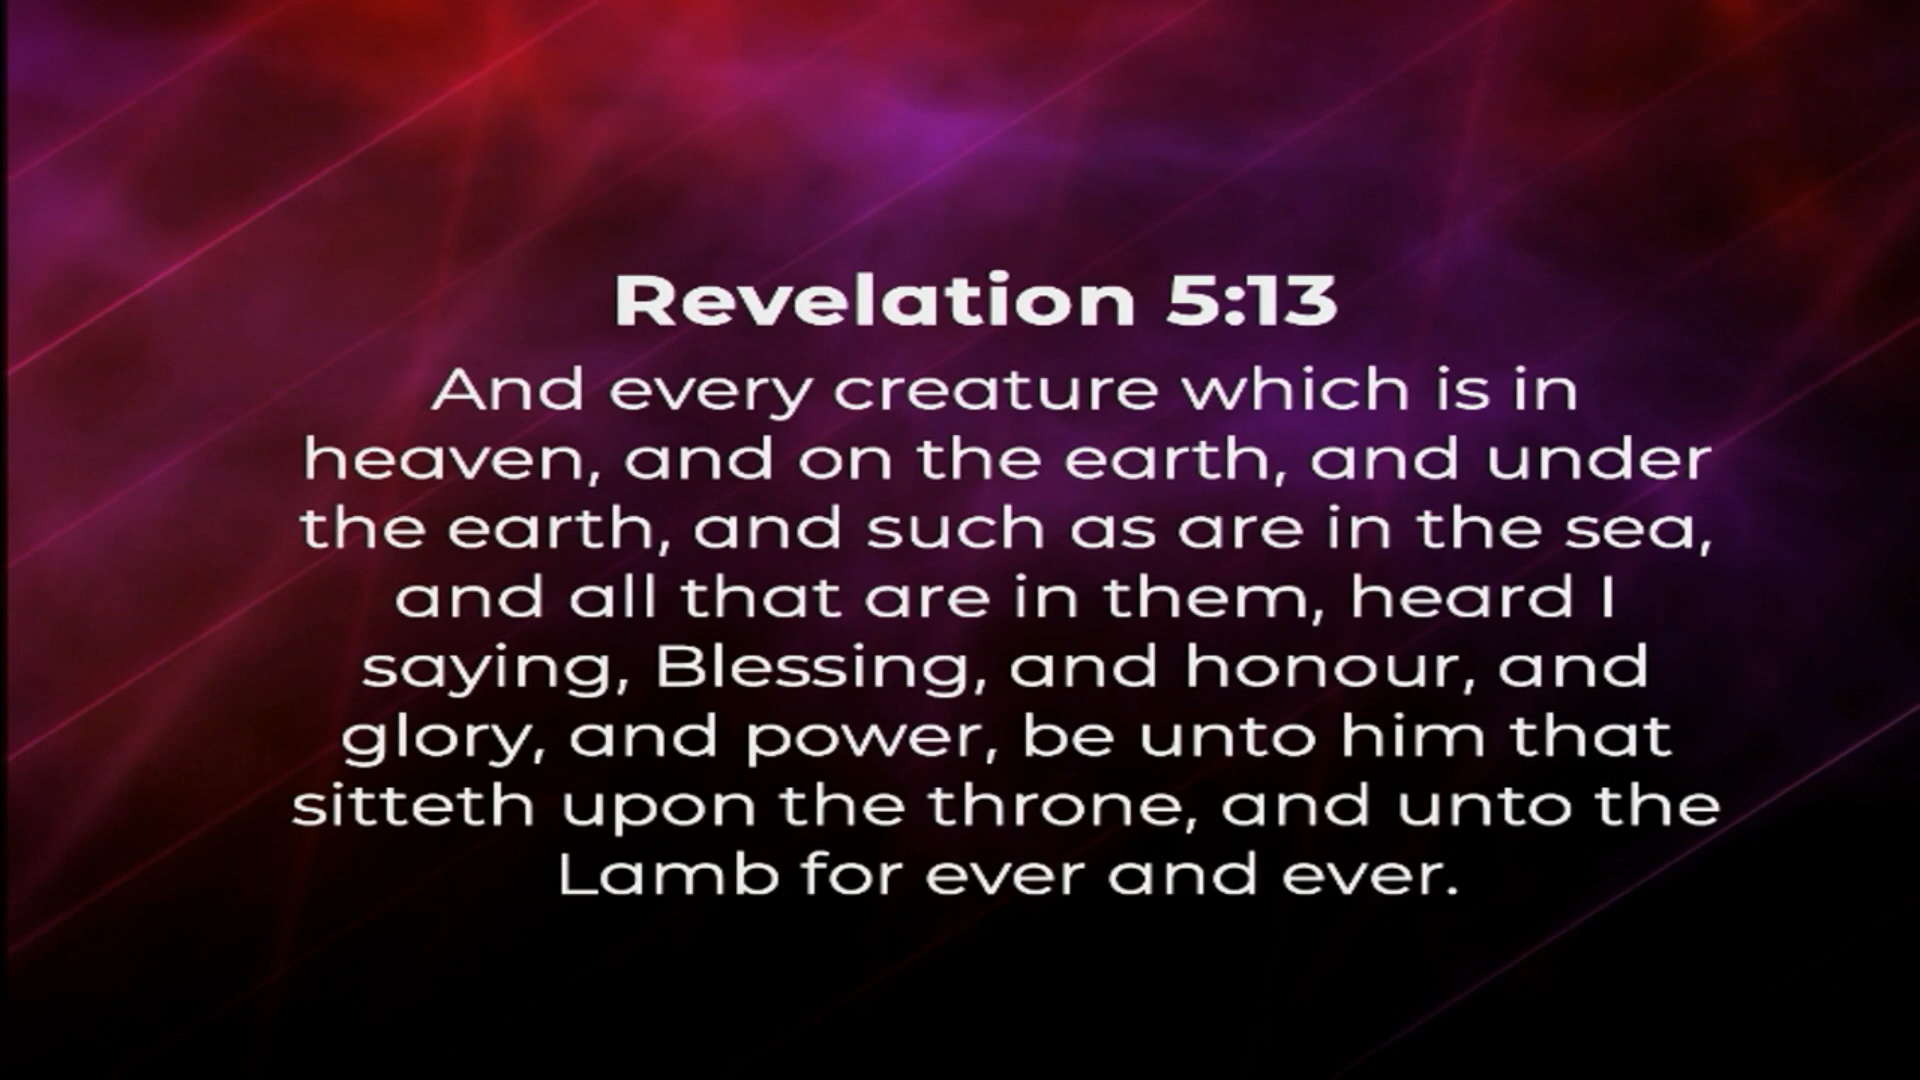 Revelation 5:13
And every creature which is in
heaven, and on the earth, and under
the earth, and such as are in the sea,
and all that are in them, heard I
saying, Blessing, and honour, and
glory, and power, be unto him that
sitteth upon the throne, and unto the
Lamb for ever and ever.